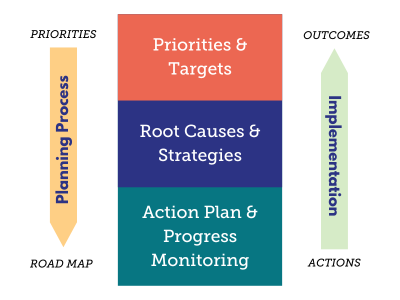 PRIORITIES
Planning Process
ROAD MAP
Priorities &
Targets
Root Causes &
Strategies
Action Plan &
Progress
Monitoring
OUTCOMES
Implementation
ACTIONS